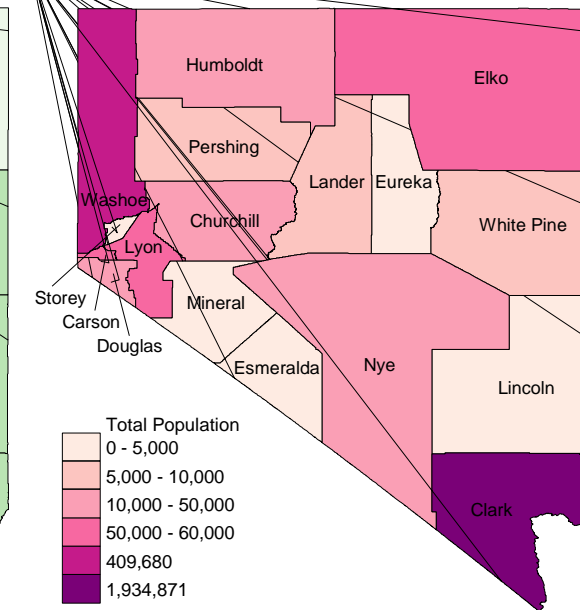 Humboldt
Elko
Pershing
Lander
Eureka
Washoe
Churchill
White Pine
Lyon
Storey
Mineral
Carson
Douglas
Esmeralda
Nye
Lincoln
Total Population
0 - 5,000
5,000 - 10,000
10,000 - 50,000
50,000 - 60,000
409,680
1,934,871
Clark